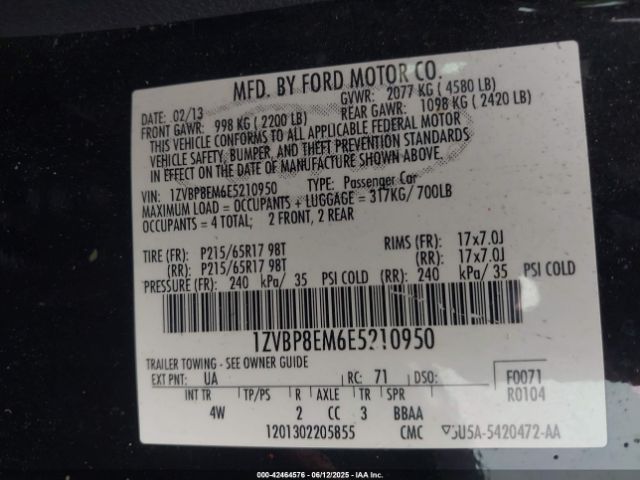 MFD. BY FORD MOTOR CO.
DATE: 02/13 GVWR: 2077 KG ( 4580 LB)
FRONT GAWR: 998 KG ( 2200 LB) REAR GAWR: 1098 KG ( 2420 LB)
THIS VEHICLE CONFORMS TO ALL APPLICABLE FEDERAL MOTOR
VEHICLE SAFETY, BUMPER, AND THEFT PREVENTION STANDARDS
IN EFFECT ON THE DATE OF MANUFACTURE SHOWN ABOVE.
VIN: 1ZVBP8EM6E5210950 TYPE: Passenger Car
MAXIMUM LOAD = OCCUPANTS + LUGGAGE = 317KG/ 700LB
OCCUPANTS = 4 TOTAL; 2 FRONT, 2 REAR
TIRE (FR): P215/65R17 98T RIMS (FR): 17x7.0J
(RR): P215/65R17 98T (RR): 17x7.0J
PRESSURE (FR): 240 kPa/ 35 PSI COLD (RR): 240 kPa/ 35 PSI COLD
1ZVBP8EM6E5210950
TRAILER TOWING - SEE OWNER GUIDE
EXT PNT: UA RC: 71 DSO: F0071
R0104
INT TR TP/PS R AXLE TR SPR
4W 2 CC 3 BBAA
1201302205855 CMC ▽5U5A-5420472-AA
000-42464576 - 06/12/2025 - IAAHQ